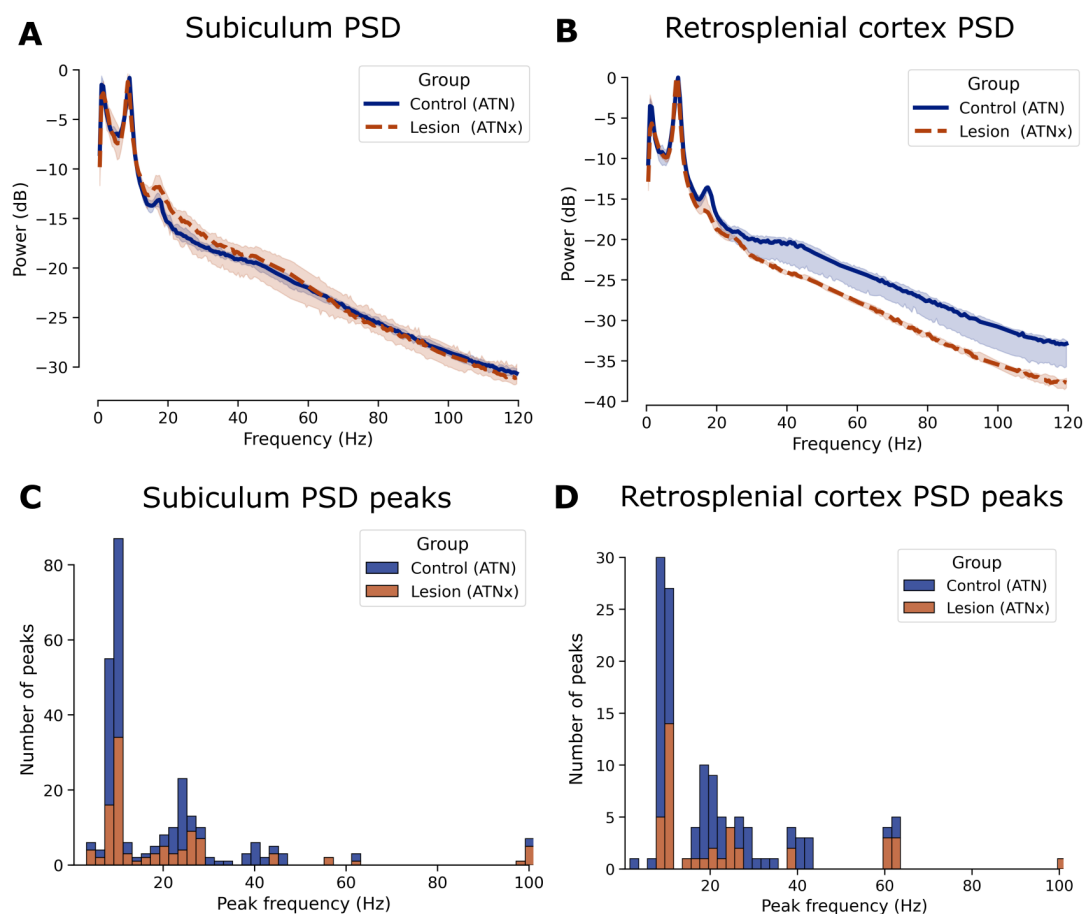 A
Subiculum PSD
Group
Control (ATN)
Lesion (ATNx)
Power (dB)
0
−5
−10
−15
−20
−25
−30
0 20 40 60 80 100 120
Frequency (Hz)
B
Retrosplenial cortex PSD
Group
Control (ATN)
Lesion (ATNx)
Power (dB)
0
−5
−10
−15
−20
−25
−30
−35
−40
0 20 40 60 80 100 120
Frequency (Hz)
C
Subiculum PSD peaks
Group
Control (ATN)
Lesion (ATNx)
Number of peaks
80
60
40
20
0
20 40 60 80 100
Peak frequency (Hz)
D
Retrosplenial cortex PSD peaks
Group
Control (ATN)
Lesion (ATNx)
Number of peaks
30
25
20
15
10
5
0
20 40 60 80 100
Peak frequency (Hz)